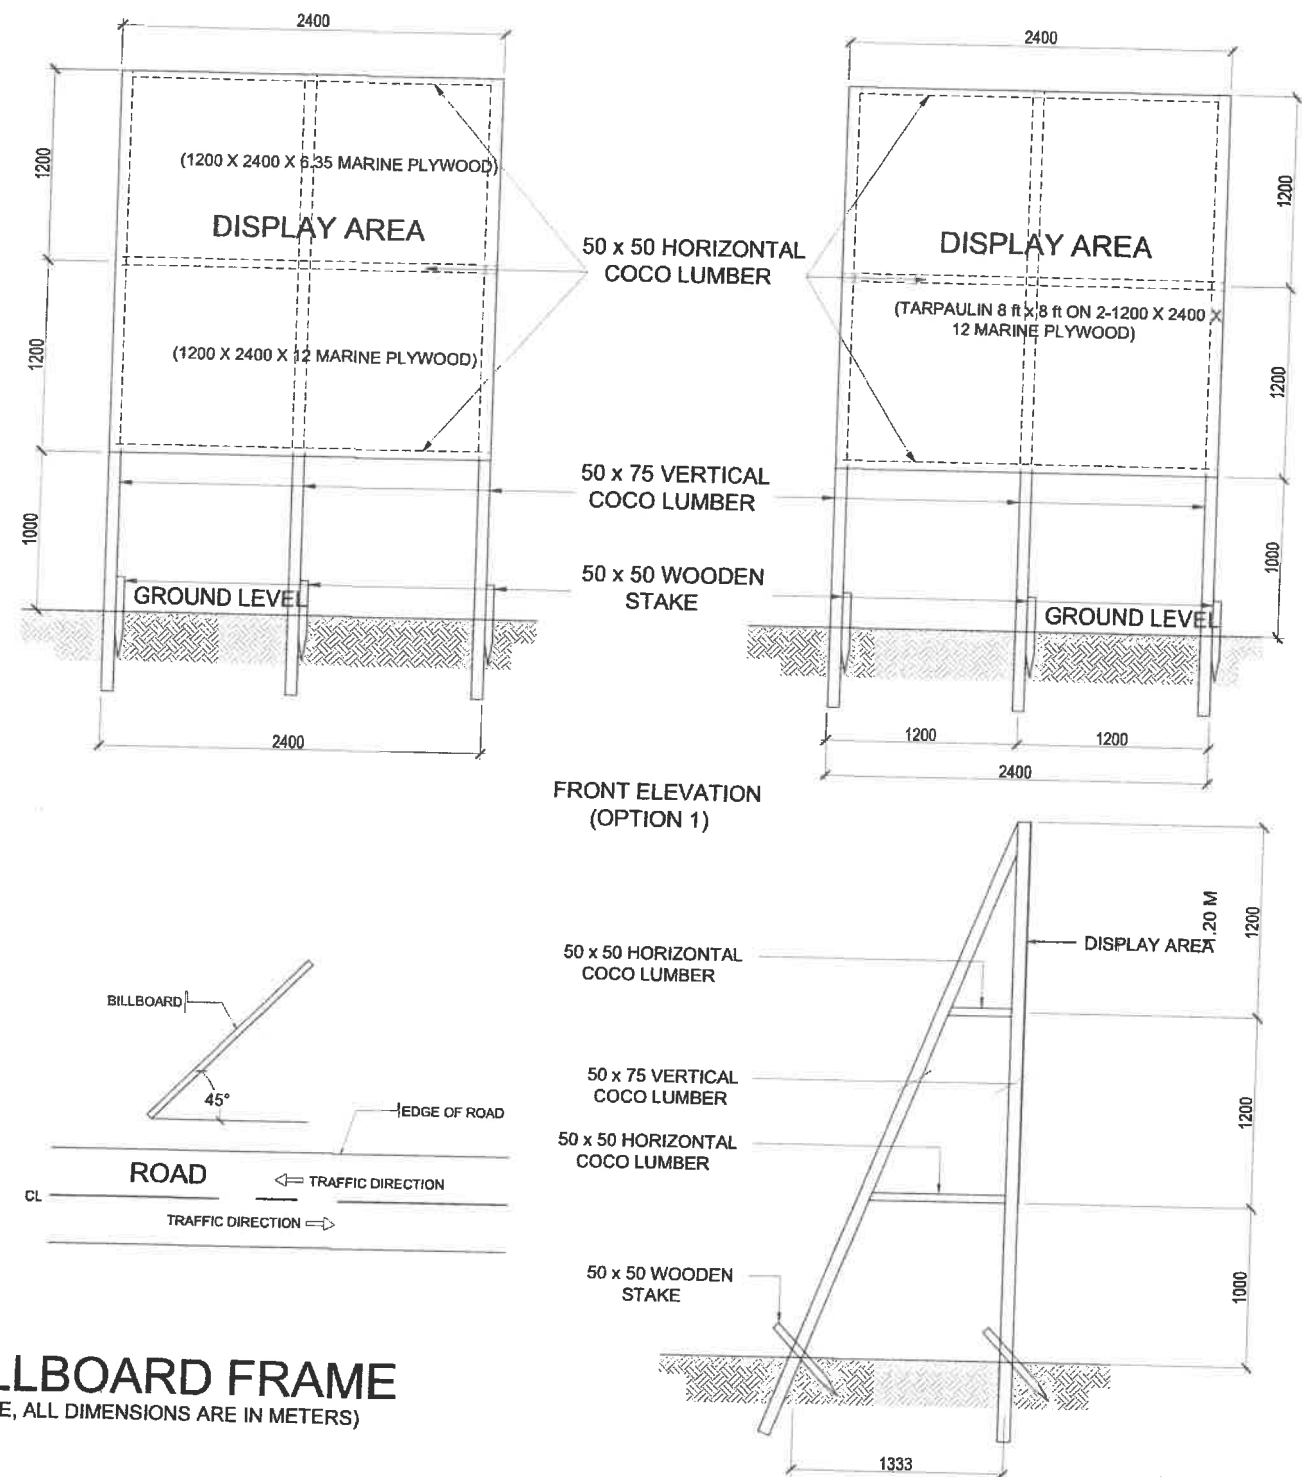 2400
2400
1200
(1200 X 2400 X 6.35 MARINE PLYWOOD)
DISPLAY AREA
1200
(1200 X 2400 X 12 MARINE PLYWOOD)
1000
GROUND LEVEL
2400
50 x 50 HORIZONTAL
COCO LUMBER
50 x 75 VERTICAL
COCO LUMBER
50 x 50 WOODEN
STAKE
1200
DISPLAY AREA
(TARPAULIN 8 ft x 8 ft ON 2-1200 X 2400 X
12 MARINE PLYWOOD)
1200
1000
GROUND LEVEL
1200
1200
2400
FRONT ELEVATION
(OPTION 1)
BILLBOARD
45°
EDGE OF ROAD
ROAD
TRAFFIC DIRECTION
CL
TRAFFIC DIRECTION
50 x 50 HORIZONTAL
COCO LUMBER
DISPLAY AREA
.20 M
1200
50 x 75 VERTICAL
COCO LUMBER
50 x 50 HORIZONTAL
COCO LUMBER
1200
50 x 50 WOODEN
STAKE
1000
1333
LLBOARD FRAME
E, ALL DIMENSIONS ARE IN METERS)